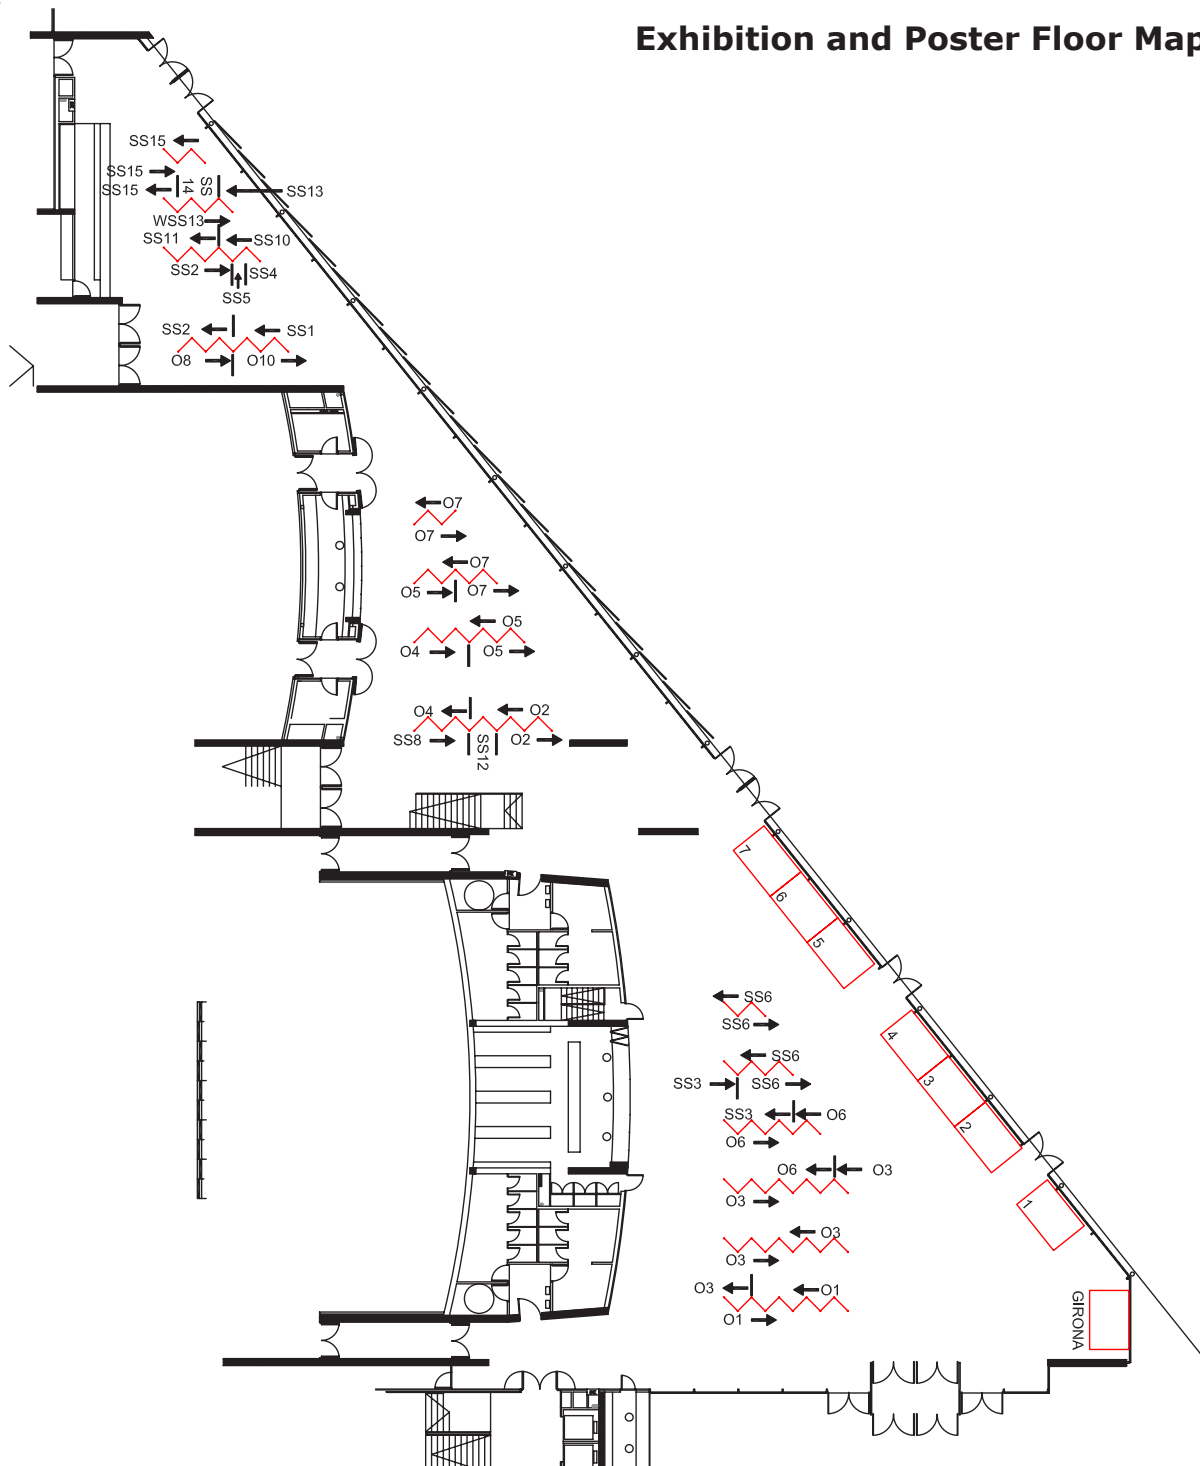 Exhibition and Poster Floor Map
SS15
SS15
SS15
SS
14
SS13
WSS13
SS11
SS10
SS2
SS4
SS5
SS2
SS1
O8
O10
O7
O7
O7
O5
O7
O5
O4
O5
O4
O2
SS8
SS12
O2
7
6
5
SS6
SS6
4
SS6
SS3
SS6
3
SS3
O6
2
O6
O6
O3
O3
1
O3
O3
O3
O1
O1
GIRONA